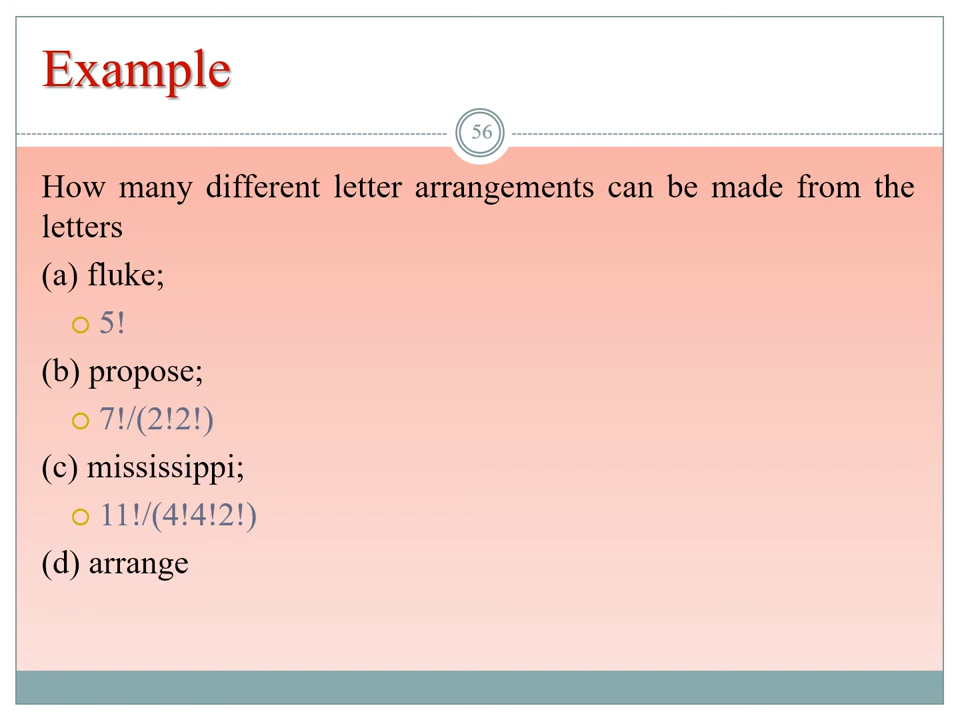 Example
56
How many different letter arrangements can be made from the
letters
(a) fluke;
5!
(b) propose;
7!/(2!2!)
(c) mississippi;
11!/(4!4!2!)
(d) arrange